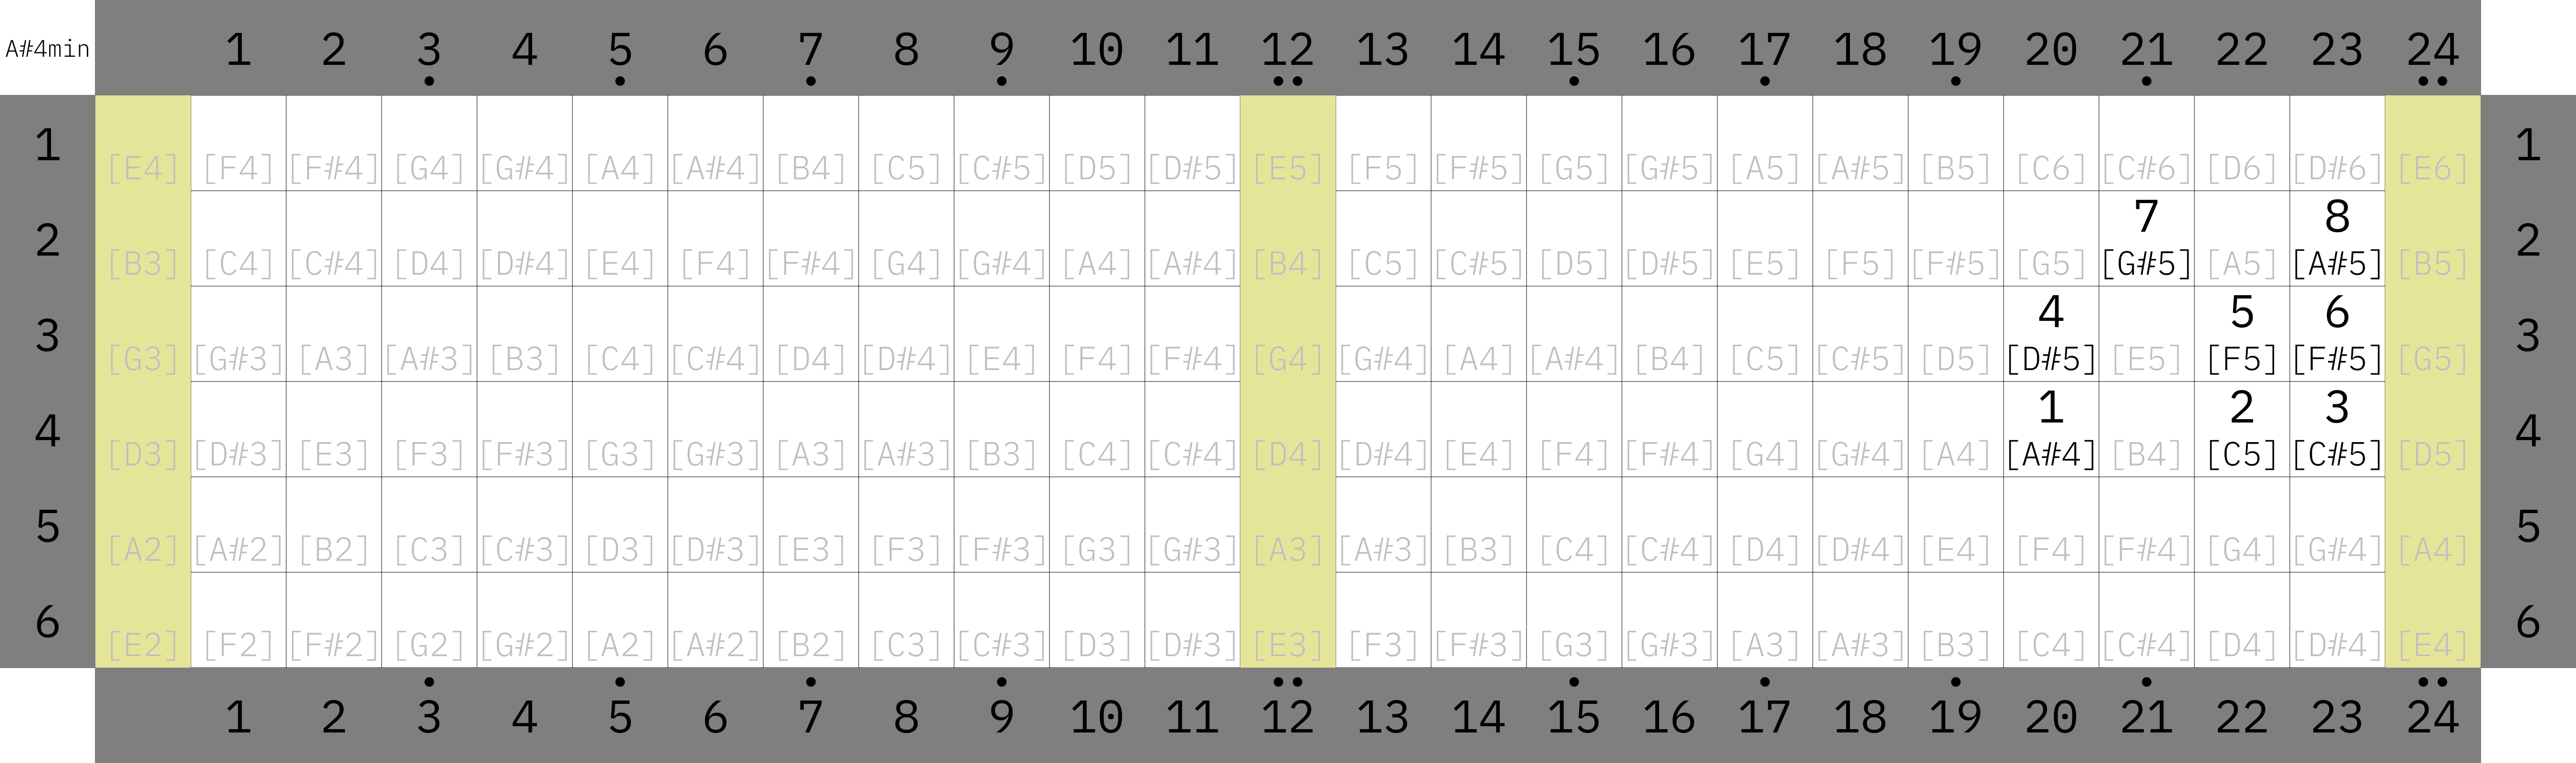 1 2 3 4 5 6 7 8 9 10 11 12 13 14 15 16 17 18 19 20 21 22 23 24
A#4min
1 [E4] [F4] [F#4] [G4] [G#4] [A4] [A#4] [B4] [C5] [C#5] [D5] [D#5] [E5] [F5] [F#5] [G5] [G#5] [A5] [A#5] [B5] [C6] [C#6] [D6] [D#6] [E6] 1
7 8
2 [B3] [C4] [C#4] [D4] [D#4] [E4] [F4] [F#4] [G4] [G#4] [A4] [A#4] [B4] [C5] [C#5] [D5] [D#5] [E5] [F5] [F#5] [G5] [G#5] [A5] [A#5] [B5] 2
4 5 6
3 [G3] [G#3] [A3] [A#3] [B3] [C4] [C#4] [D4] [D#4] [E4] [F4] [F#4] [G4] [G#4] [A4] [A#4] [B4] [C5] [C#5] [D5] [D#5] [E5] [F5] [F#5] [G5] 3
1 2 3
4 [D3] [D#3] [E3] [F3] [F#3] [G3] [G#3] [A3] [A#3] [B3] [C4] [C#4] [D4] [D#4] [E4] [F4] [F#4] [G4] [G#4] [A4] [A#4] [B4] [C5] [C#5] [D5] 4
5 [A2] [A#2] [B2] [C3] [C#3] [D3] [D#3] [E3] [F3] [F#3] [G3] [G#3] [A3] [A#3] [B3] [C4] [C#4] [D4] [D#4] [E4] [F4] [F#4] [G4] [G#4] [A4] 5
6 [E2] [F2] [F#2] [G2] [G#2] [A2] [A#2] [B2] [C3] [C#3] [D3] [D#3] [E3] [F3] [F#3] [G3] [G#3] [A3] [A#3] [B3] [C4] [C#4] [D4] [D#4] [E4] 6
1 2 3 4 5 6 7 8 9 10 11 12 13 14 15 16 17 18 19 20 21 22 23 24